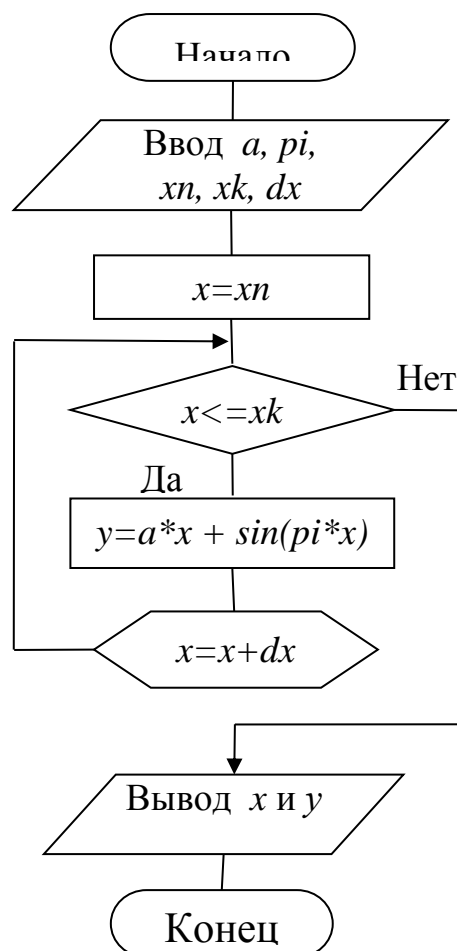 Начало
Ввод a, pi,
xn, xk, dx
x=xn
Нет
x<=xk
Да
y=a*x + sin(pi*x)
x=x+dx
Вывод x и y
Конец